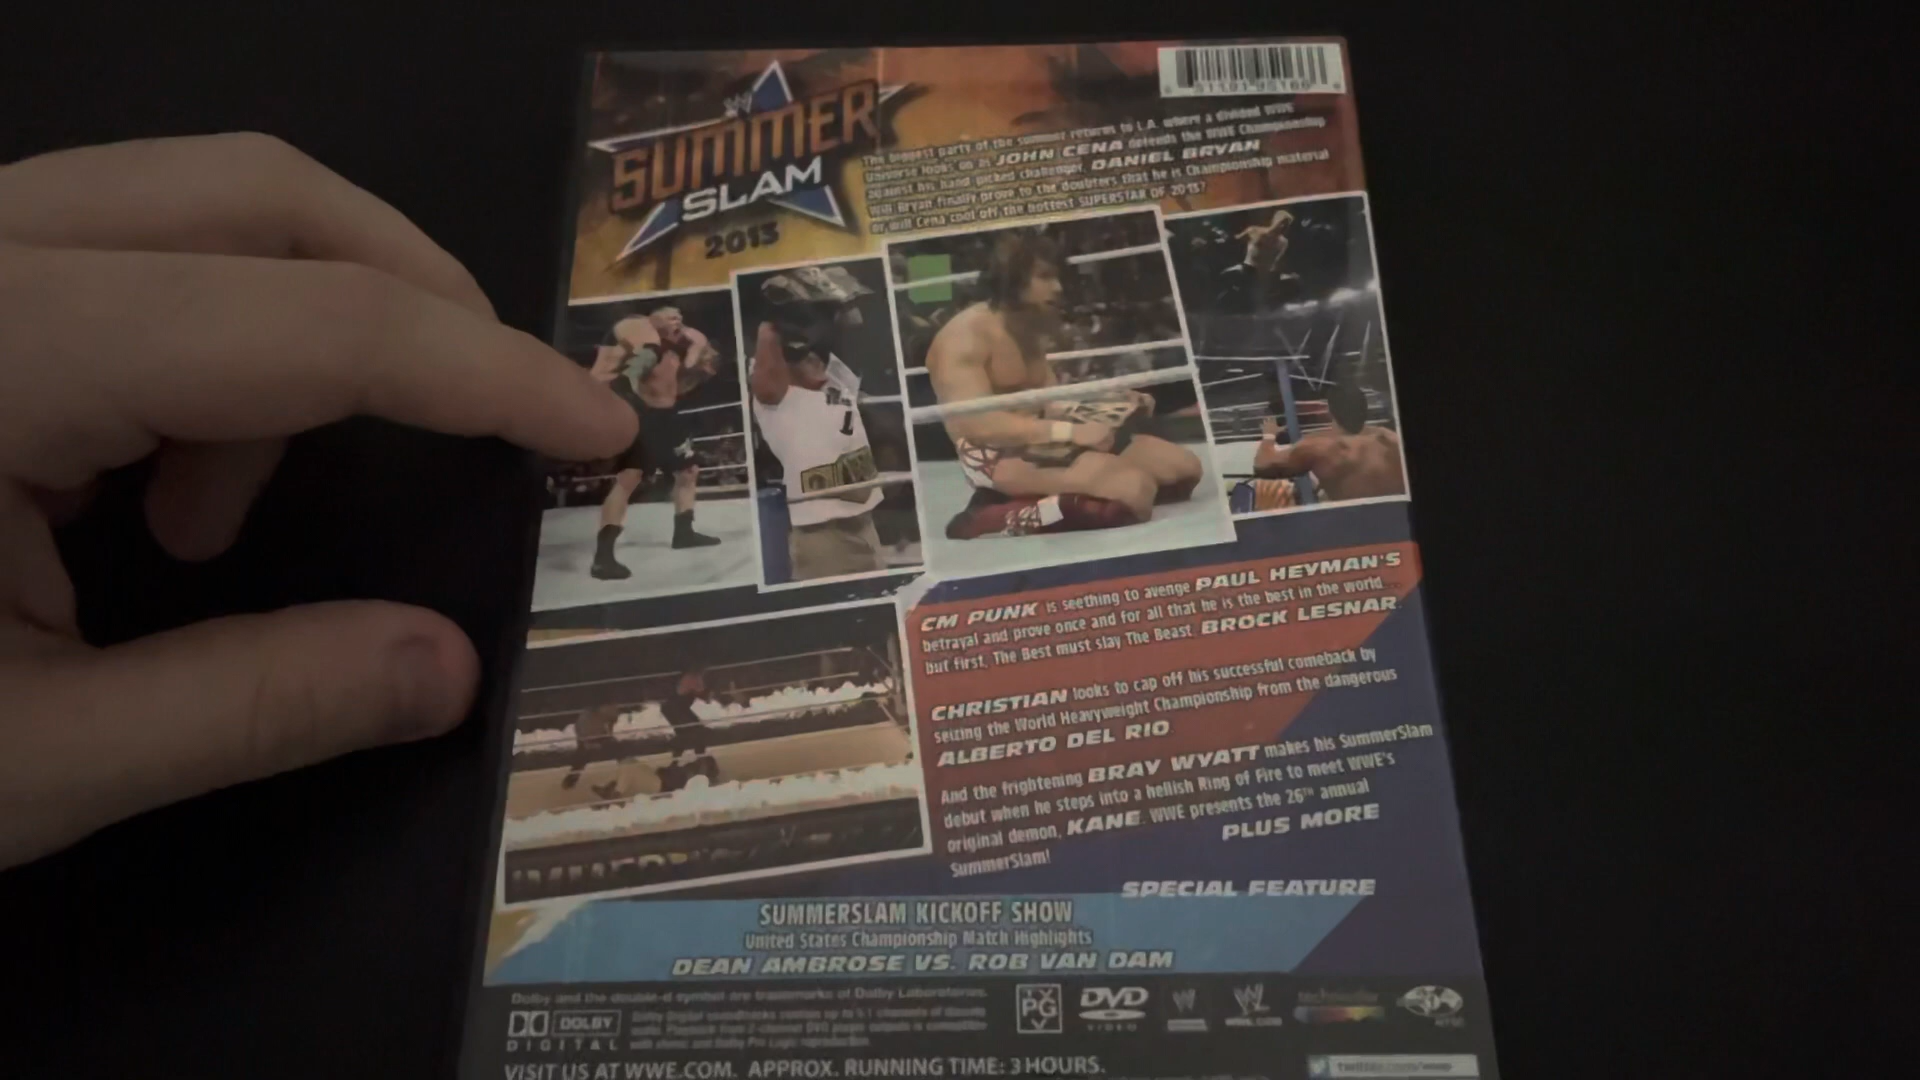 SUMMER
SLAM
2013
The biggest party of the summer returns to L.A. where a divided WWE
Universe looks on as JOHN CENA defends the WWE Championship
against his hand picked challenger, DANIEL BRYAN
Will Bryan finally prove to the doubters that he is Championship material
or will Cena cool off the hottest SUPERSTAR OF 2013?
CM PUNK is seething to avenge PAUL HEYMAN'S
betrayal and prove once and for all that he is the best in the world...
but first, The Best must slay The Beast, BROCK LESNAR.
CHRISTIAN looks to cap off his successful comeback by
seizing the World Heavyweight Championship from the dangerous
ALBERTO DEL RIO
And the frightening BRAY WYATT makes his SummerSlam
debut when he steps into a hellish Ring of Fire to meet WWE's
original demon, KANE. WWE presents the 26TH annual
SummerSlam!
PLUS MORE
SPECIAL FEATURE
SUMMERSLAM KICKOFF SHOW
United States Championship Match Highlights
DEAN AMBROSE VS. ROB VAN DAM
Dolby and the double-d symbol are trademarks of Dolby Laboratories.
DOLBY
DIGITAL
TV
PG
V
DVD
VIDEO
VISIT US AT WWE.COM. APPROX. RUNNING TIME: 3 HOURS.